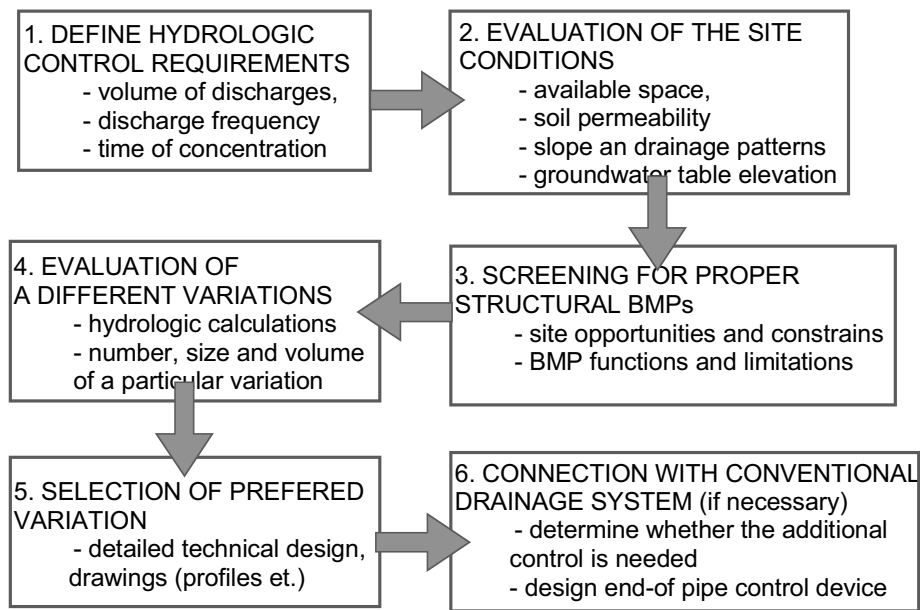 1. DEFINE HYDROLOGIC
CONTROL REQUIREMENTS
- volume of discharges,
- discharge frequency
- time of concentration
2. EVALUATION OF THE SITE
CONDITIONS
- available space,
- soil permeability
- slope an drainage patterns
- groundwater table elevation
3. SCREENING FOR PROPER
STRUCTURAL BMPs
- site opportunities and constrains
- BMP functions and limitations
4. EVALUATION OF
A DIFFERENT VARIATIONS
- hydrologic calculations
- number, size and volume
of a particular variation
5. SELECTION OF PREFERED
VARIATION
- detailed technical design,
drawings (profiles et.)
6. CONNECTION WITH CONVENTIONAL
DRAINAGE SYSTEM (if necessary)
- determine whether the additional
control is needed
- design end-of pipe control device